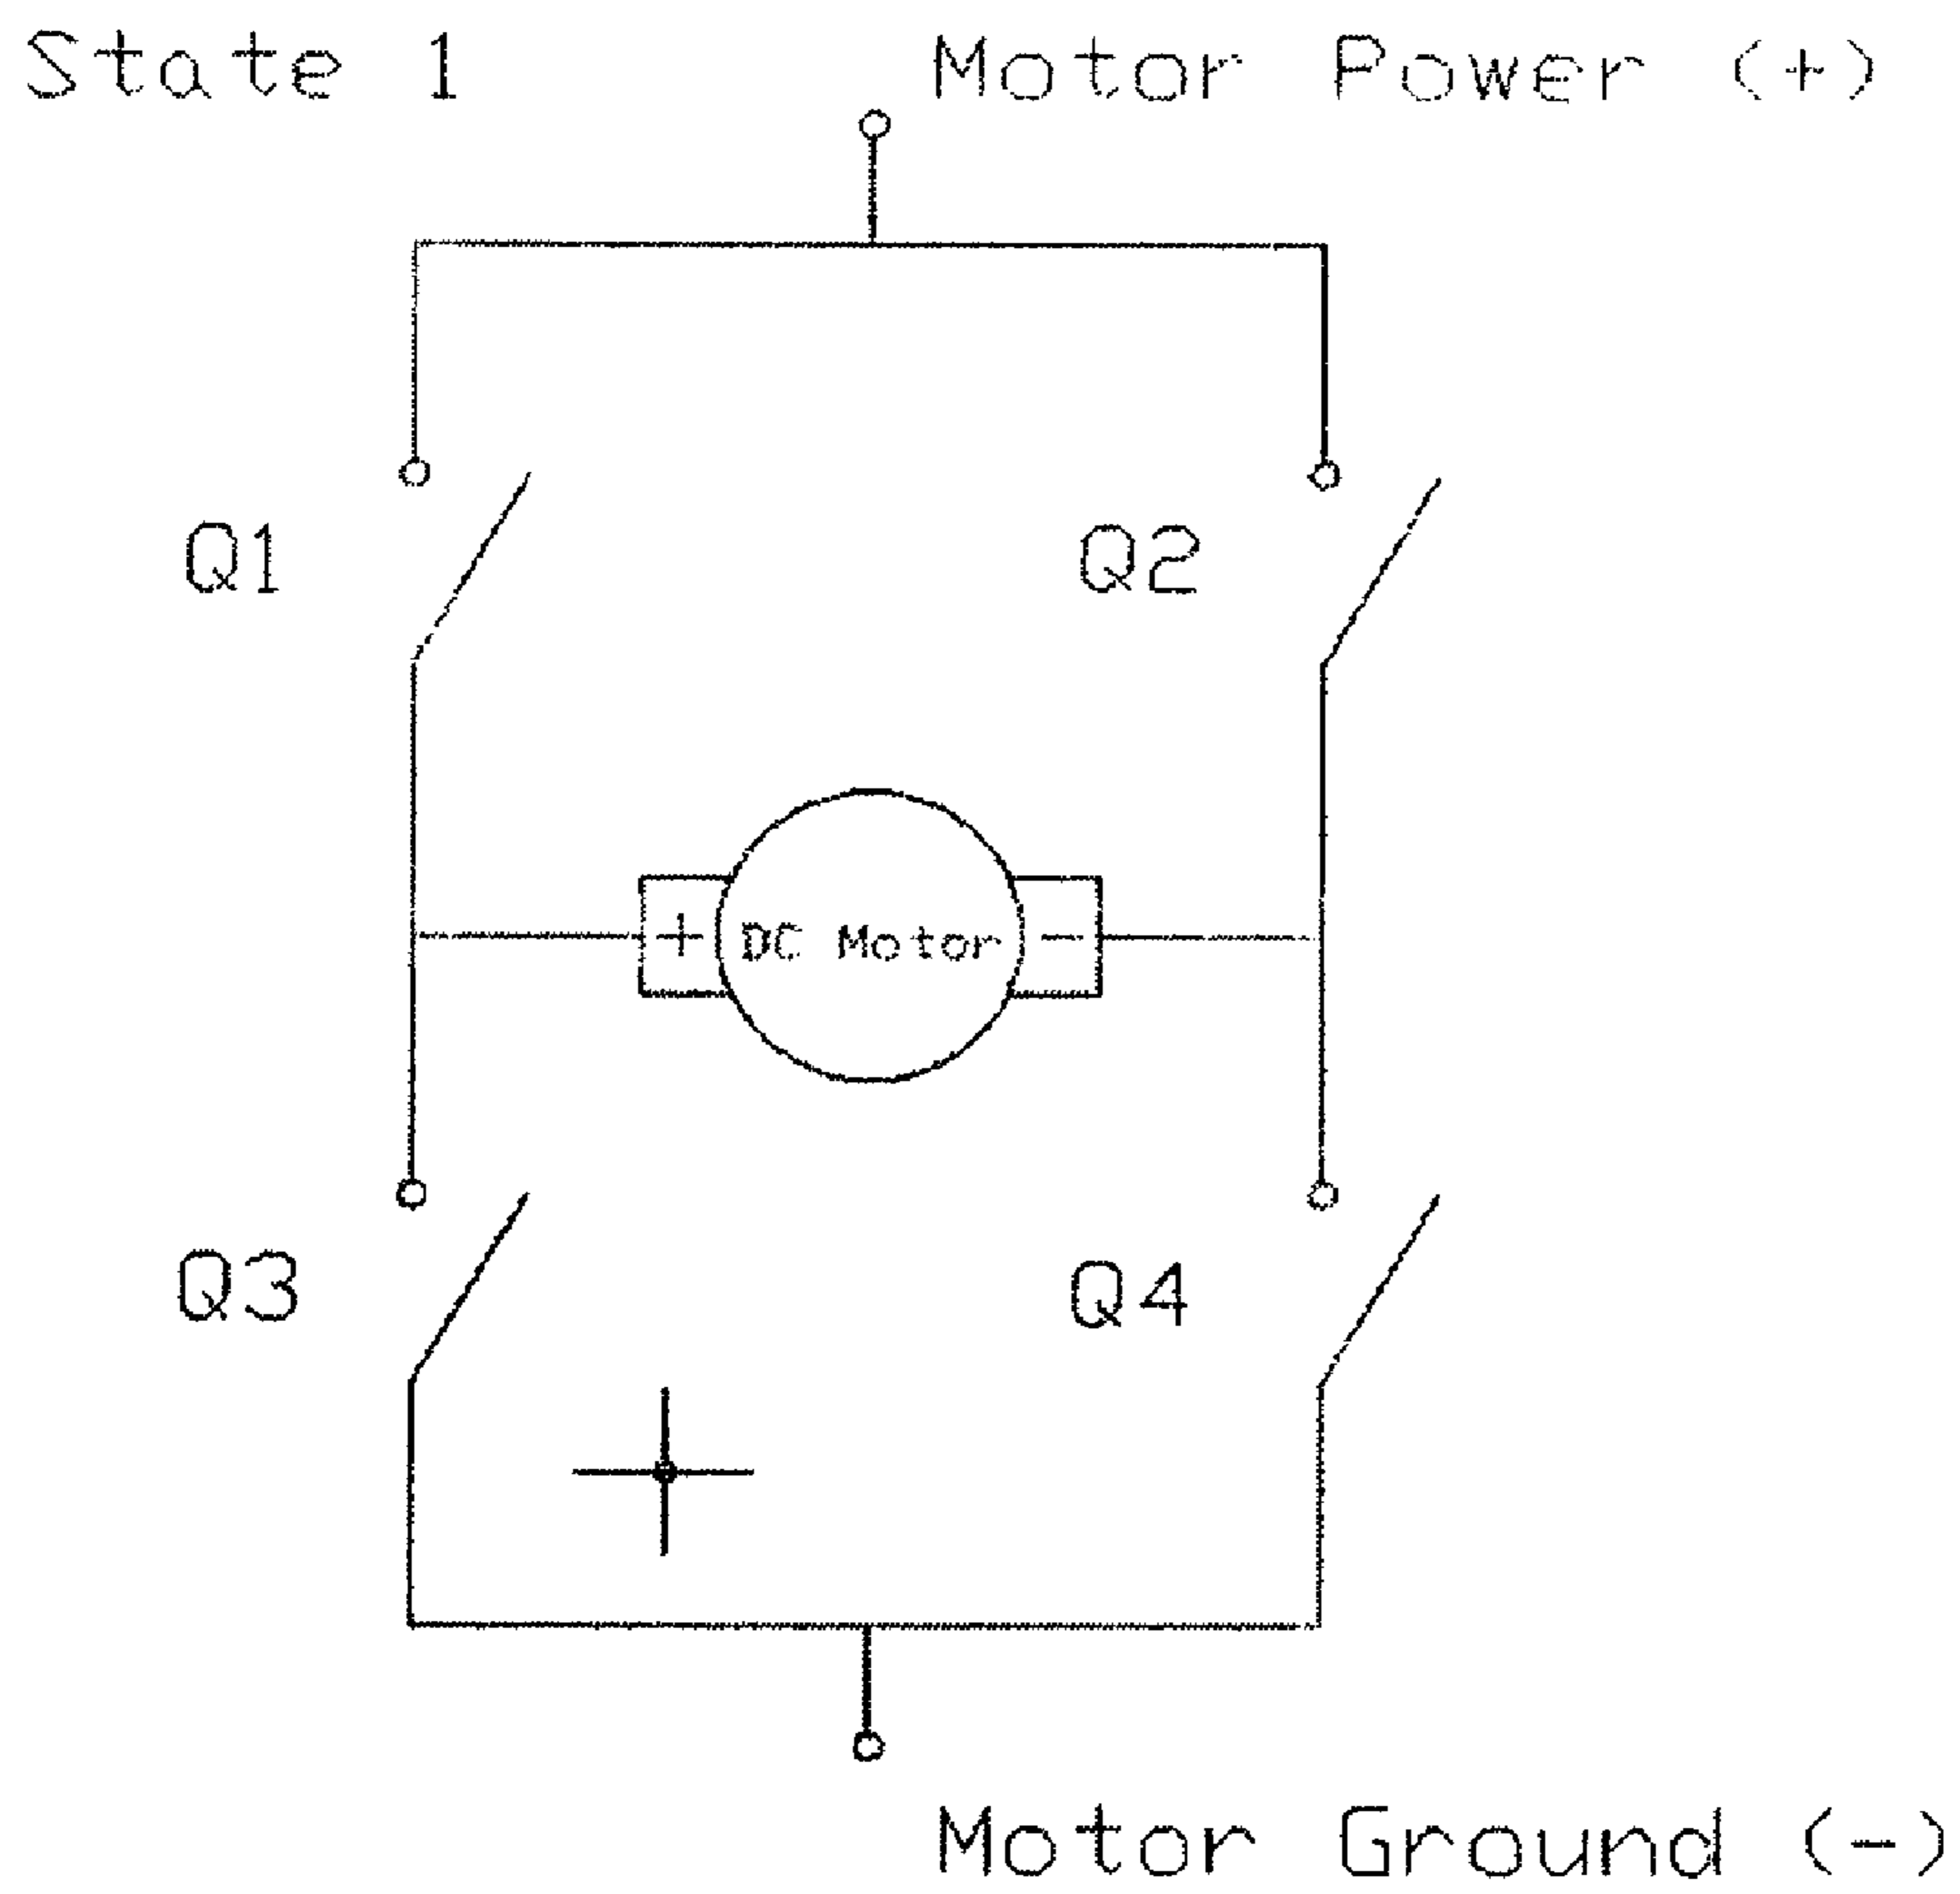 State 1
Motor Power (+)
Q1
Q2
+ DC Motor -
Q3
Q4
Motor Ground (-)